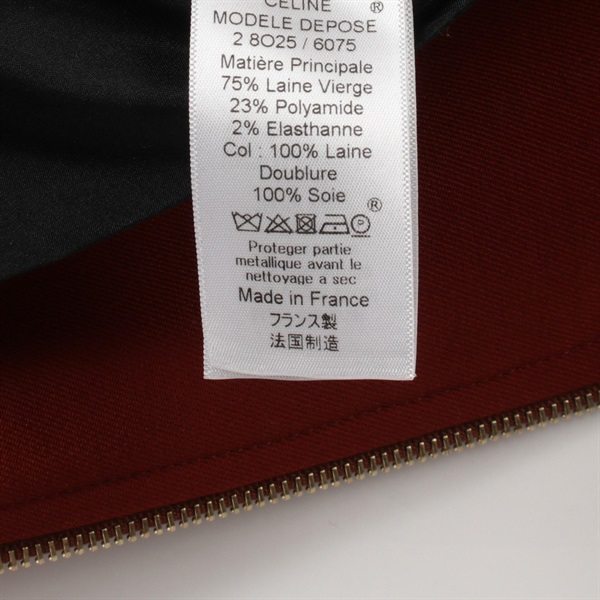 CELINE ®
MODELE DEPOSE
2 8O25 / 6075
Matière Principale
75% Laine Vierge
23% Polyamide
2% Elasthanne
Col : 100% Laine
Doublure
100% Soie
®
P
Proteger partie
metallique avant le
nettoyage a sec
Made in France
フランス製
法国制造